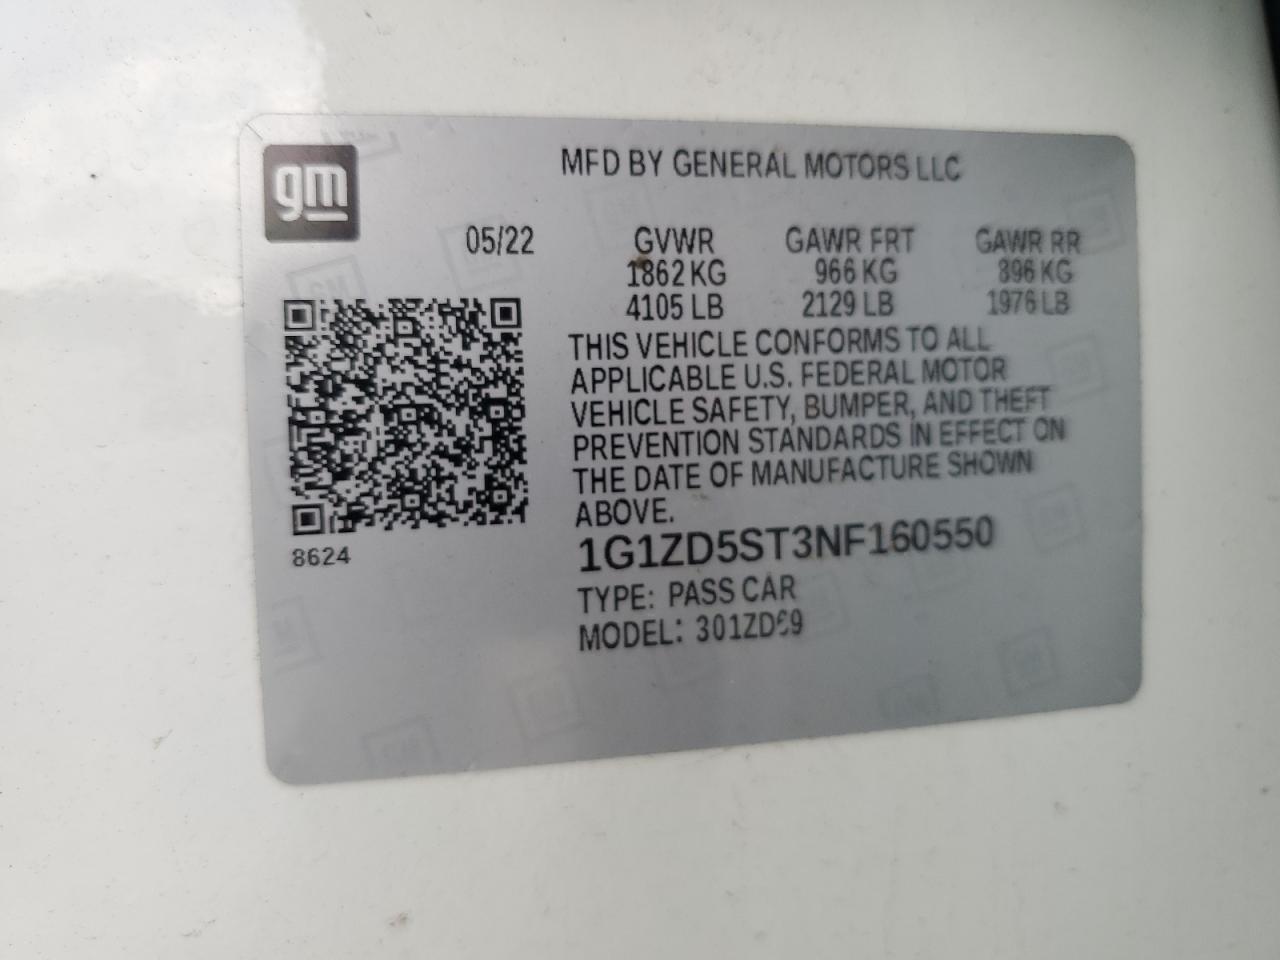 gm
MFD BY GENERAL MOTORS LLC
05/22 GVWR GAWR FRT GAWR RR
1862 KG 966 KG 896 KG
4105 LB 2129 LB 1976 LB
THIS VEHICLE CONFORMS TO ALL
APPLICABLE U.S. FEDERAL MOTOR
VEHICLE SAFETY, BUMPER, AND THEFT
PREVENTION STANDARDS IN EFFECT ON
THE DATE OF MANUFACTURE SHOWN
ABOVE.
8624
1G1ZD5ST3NF160550
TYPE: PASS CAR
MODEL: 301ZD69